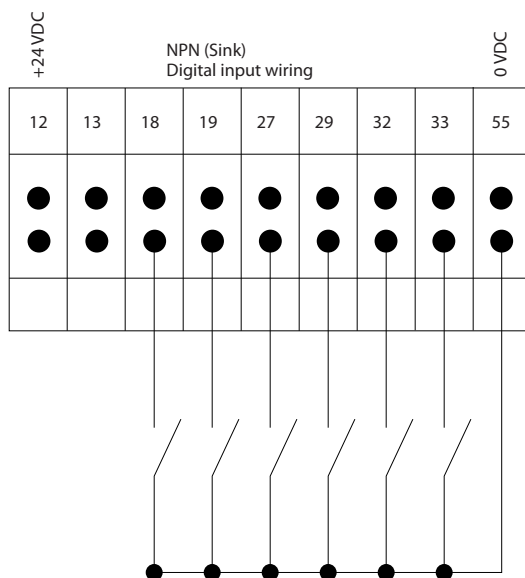 +24 VDC
NPN (Sink)
Digital input wiring
0 VDC
12 13 18 19 27 29 32 33 55